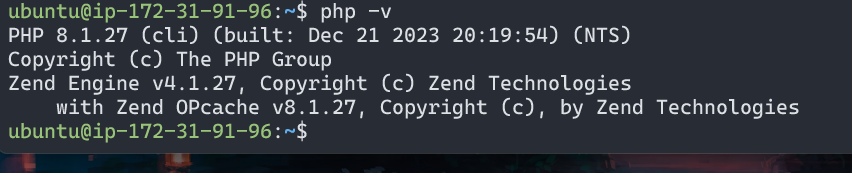 ubuntu@ip-172-31-91-96:~$ php -v
PHP 8.1.27 (cli) (built: Dec 21 2023 20:19:54) (NTS)
Copyright (c) The PHP Group
Zend Engine v4.1.27, Copyright (c) Zend Technologies
    with Zend OPcache v8.1.27, Copyright (c), by Zend Technologies
ubuntu@ip-172-31-91-96:~$